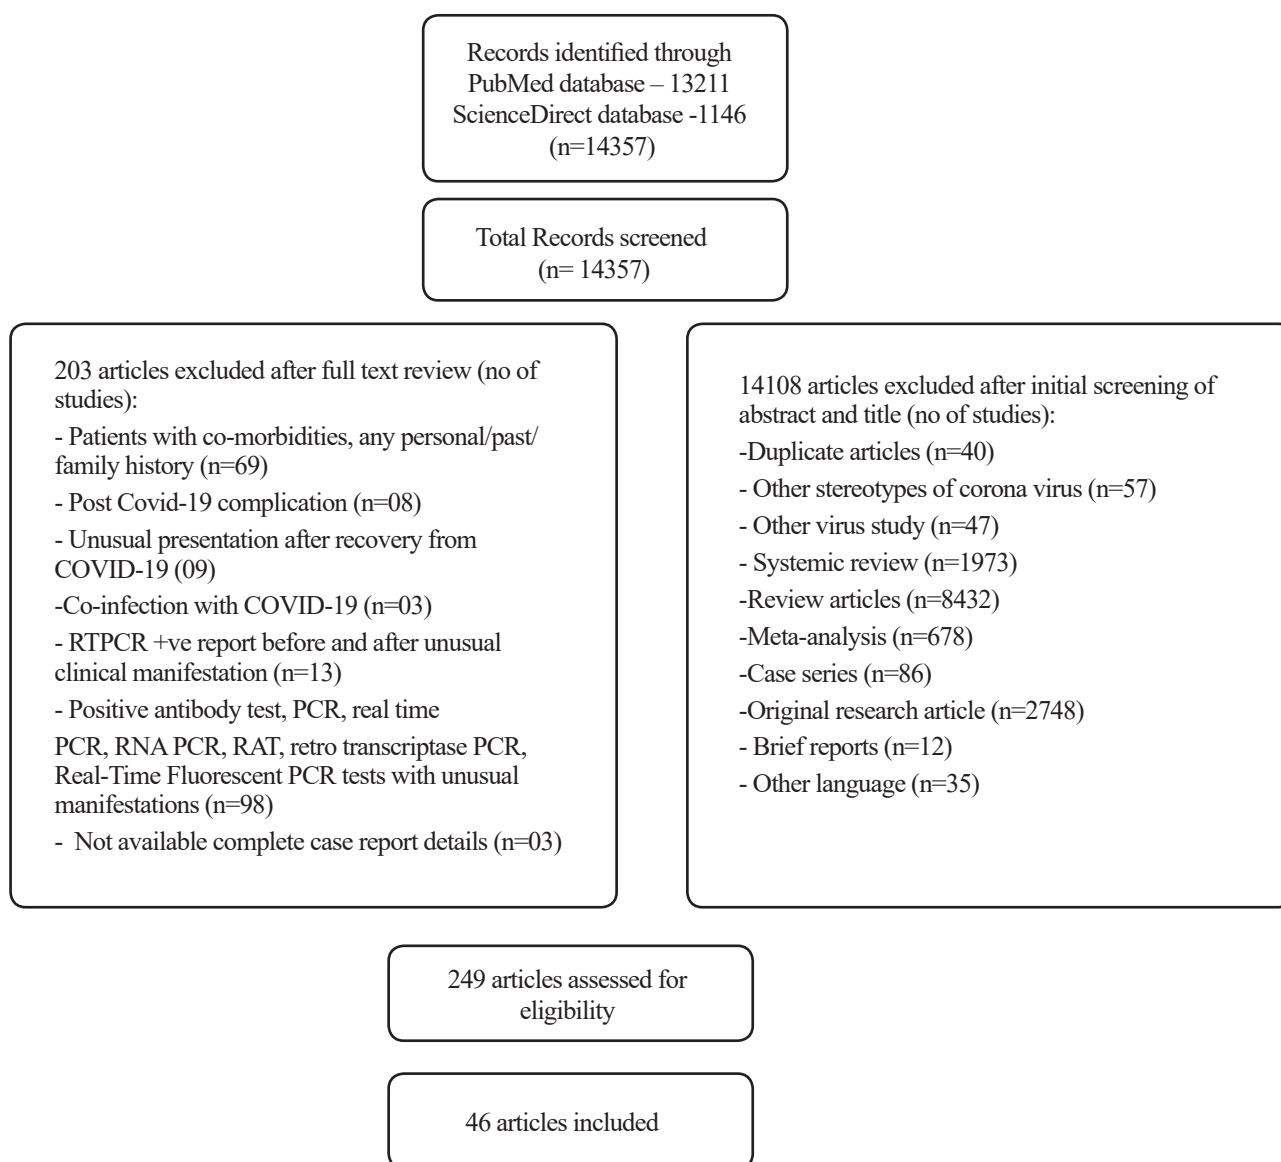 Records identified through
PubMed database – 13211
ScienceDirect database -1146
(n=14357)
Total Records screened
(n= 14357)
203 articles excluded after full text review (no of
studies):
- Patients with co-morbidities, any personal/past/
family history (n=69)
- Post Covid-19 complication (n=08)
- Unusual presentation after recovery from
COVID-19 (09)
-Co-infection with COVID-19 (n=03)
- RTPCR +ve report before and after unusual
clinical manifestation (n=13)
- Positive antibody test, PCR, real time
PCR, RNA PCR, RAT, retro transcriptase PCR,
Real-Time Fluorescent PCR tests with unusual
manifestations (n=98)
- Not available complete case report details (n=03)
14108 articles excluded after initial screening of
abstract and title (no of studies):
-Duplicate articles (n=40)
- Other stereotypes of corona virus (n=57)
- Other virus study (n=47)
- Systemic review (n=1973)
-Review articles (n=8432)
-Meta-analysis (n=678)
-Case series (n=86)
-Original research article (n=2748)
- Brief reports (n=12)
- Other language (n=35)
249 articles assessed for
eligibility
46 articles included